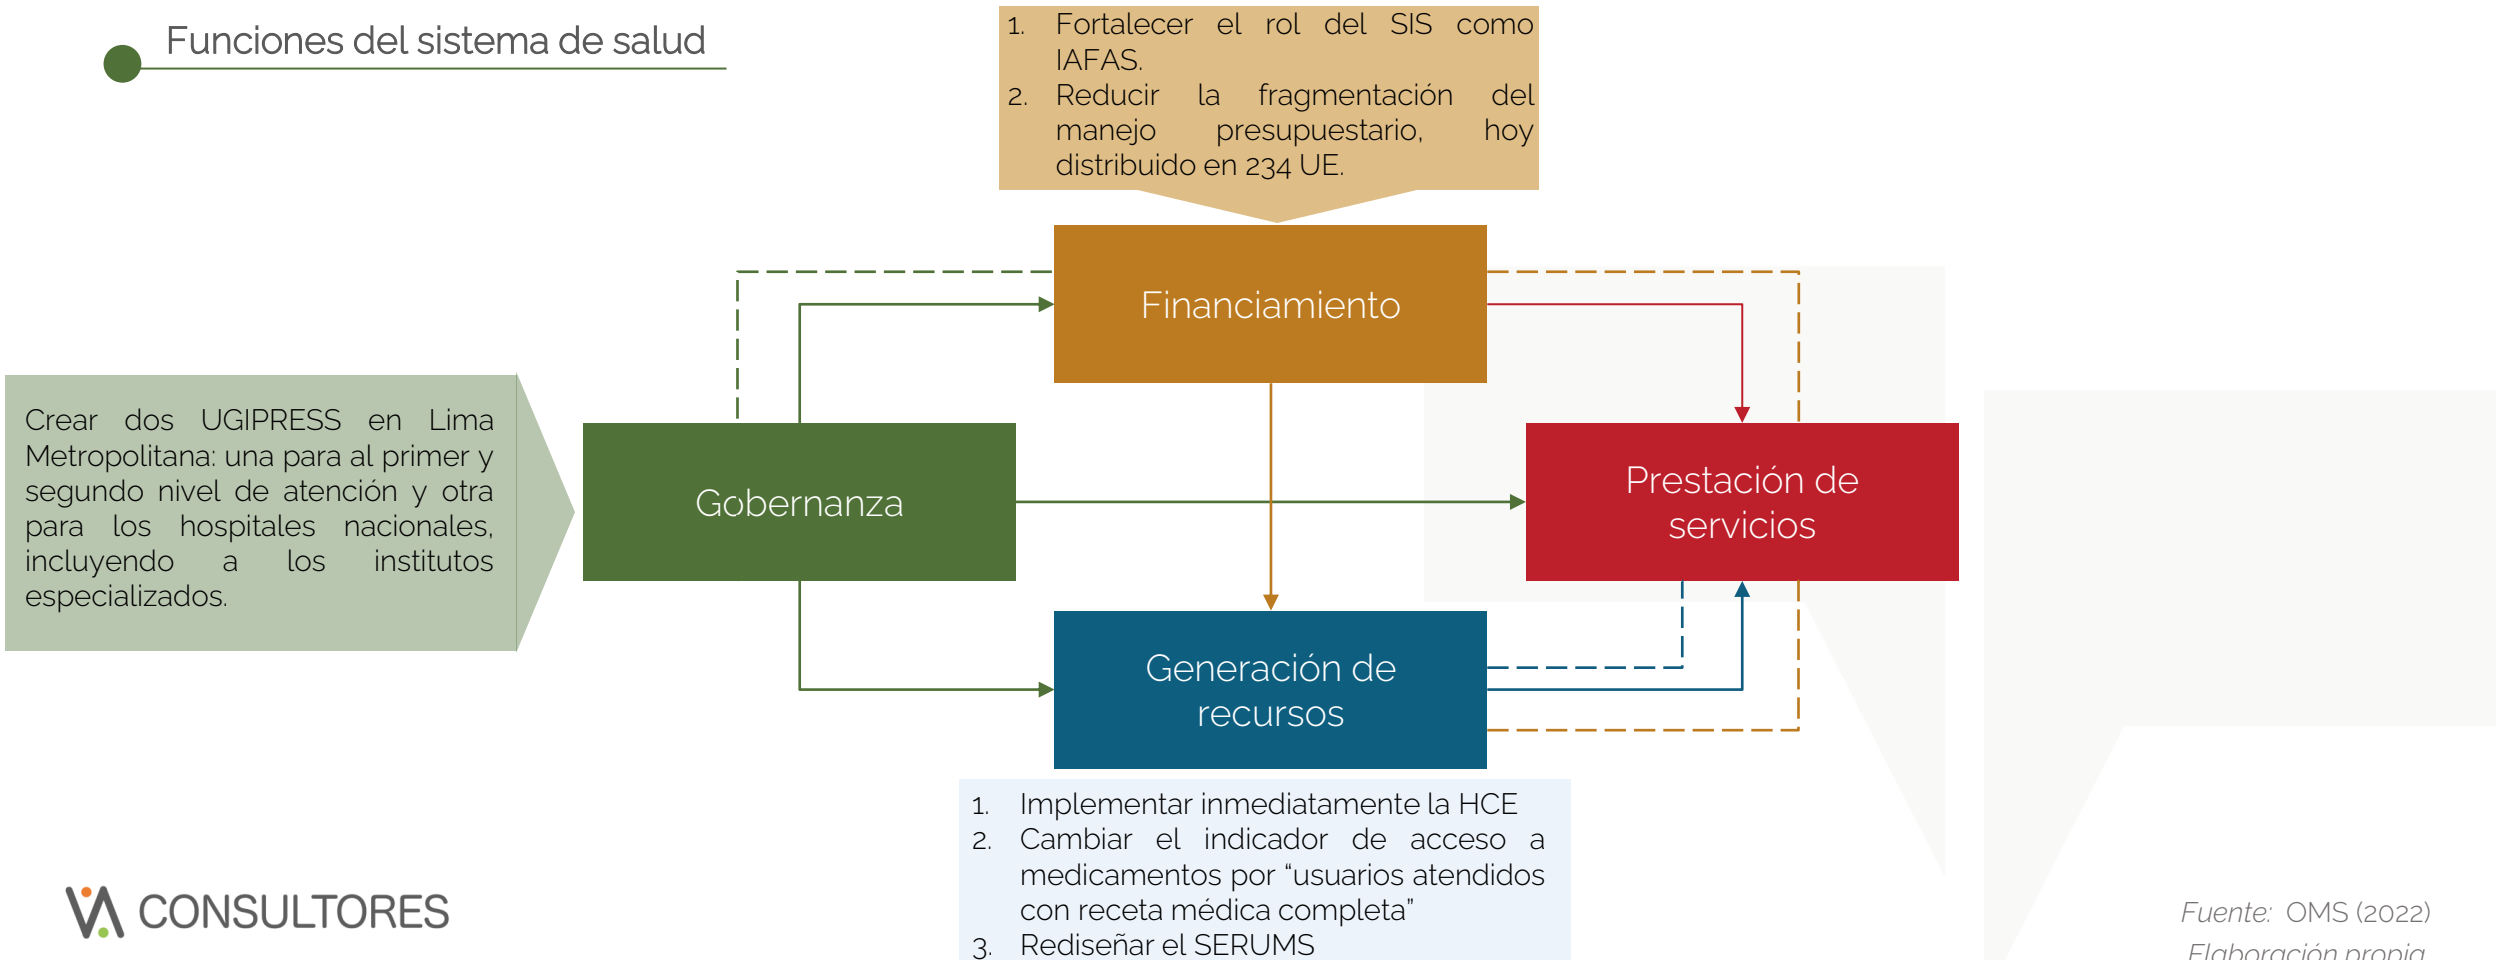 Funciones del sistema de salud
1. Fortalecer el rol del SIS como
IAFAS.
2. Reducir la fragmentación del
manejo presupuestario, hoy
distribuido en 234 UE.
Financiamiento
Crear dos UGIPRESS en Lima
Metropolitana: una para al primer y
segundo nivel de atención y otra
para los hospitales nacionales,
incluyendo a los institutos
especializados.
Gobernanza
Prestación de
servicios
Generación de
recursos
1. Implementar inmediatamente la HCE
2. Cambiar el indicador de acceso a
medicamentos por “usuarios atendidos
con receta médica completa”
3. Rediseñar el SERUMS
VA CONSULTORES
Fuente: OMS (2022)
Elaboración propia